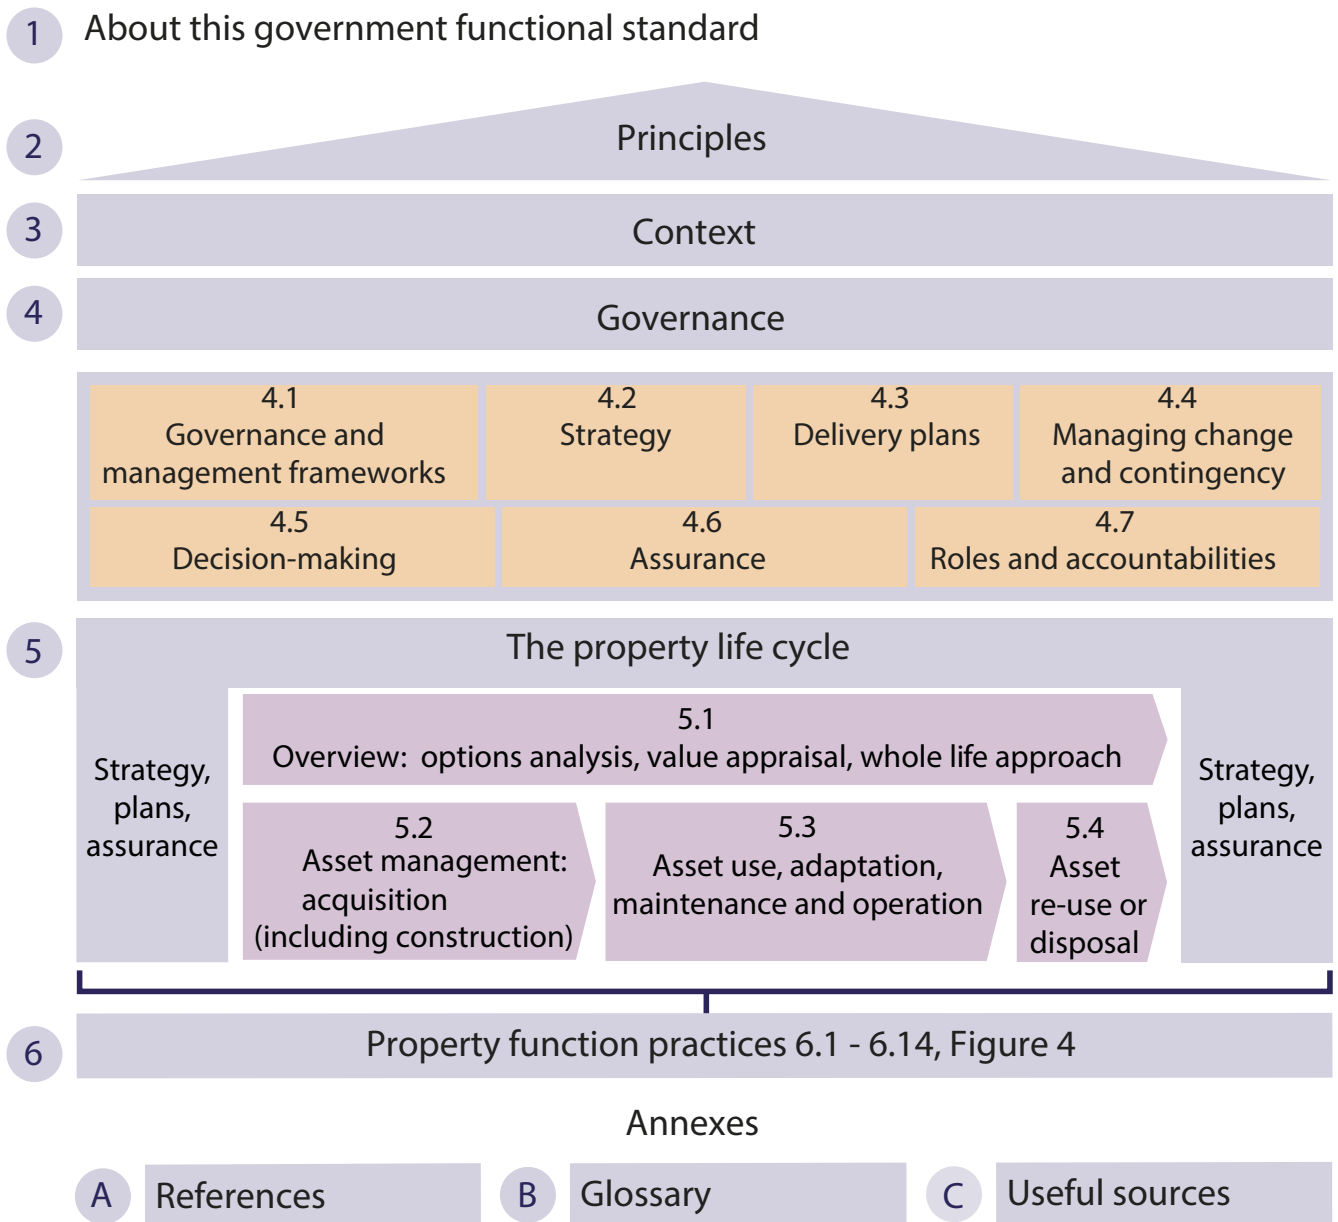 1 About this government functional standard
2 Principles
3 Context
4 Governance
4.1
Governance and
management frameworks
4.2
Strategy
4.3
Delivery plans
4.4
Managing change
and contingency
4.5
Decision-making
4.6
Assurance
4.7
Roles and accountabilities
5 The property life cycle
Strategy,
plans,
assurance
5.1
Overview: options analysis, value appraisal, whole life approach
5.2
Asset management:
acquisition
(including construction)
5.3
Asset use, adaptation,
maintenance and operation
5.4
Asset
re-use or
disposal
Strategy,
plans,
assurance
6 Property function practices 6.1 - 6.14, Figure 4
Annexes
A References
B Glossary
C Useful sources